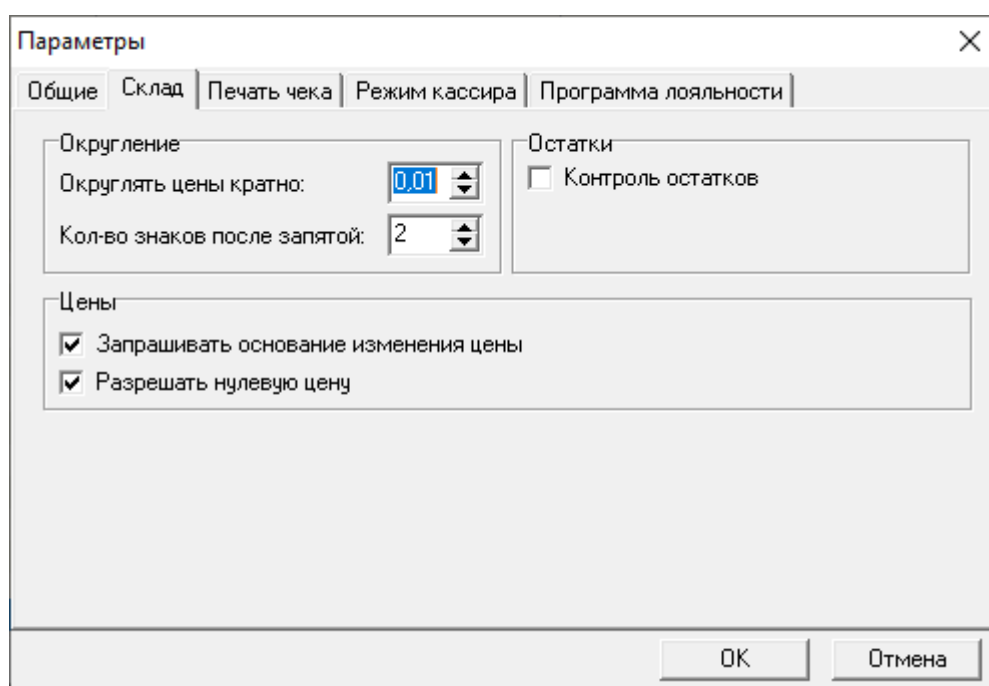 Параметры
Общие Склад Печать чека Режим кассира Программа лояльности
Округление
Округлять цены кратно: 0,01
Кол-во знаков после запятой: 2
Остатки
Контроль остатков
Цены
Запрашивать основание изменения цены
Разрешать нулевую цену
OK Отмена